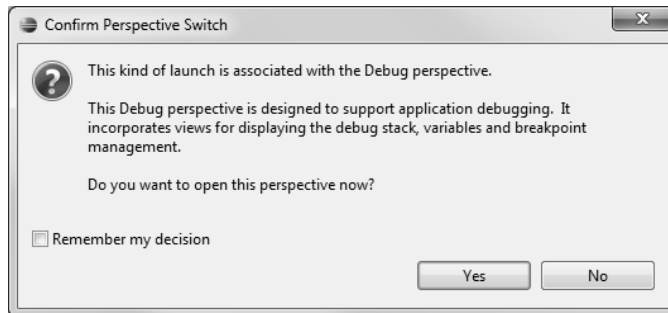 Confirm Perspective Switch
This kind of launch is associated with the Debug perspective.
This Debug perspective is designed to support application debugging. It
incorporates views for displaying the debug stack, variables and breakpoint
management.
Do you want to open this perspective now?
Remember my decision
Yes No